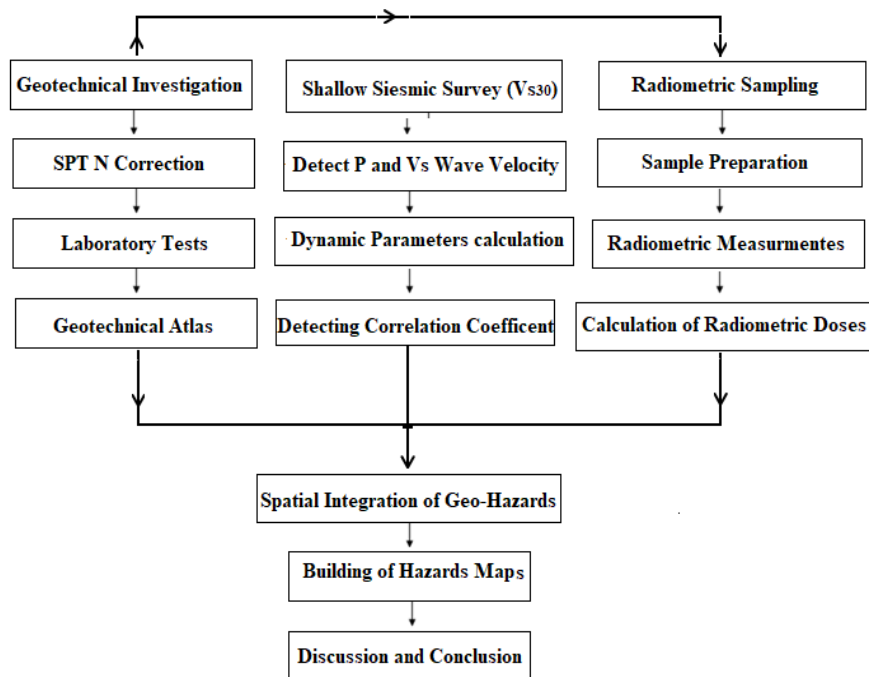 Geotechnical Investigation
Shallow Siesmic Survey (Vs30)
Radiometric Sampling
SPT N Correction
Detect P and Vs Wave Velocity
Sample Preparation
Laboratory Tests
Dynamic Parameters calculation
Radiometric Measurmentes
Geotechnical Atlas
Detecting Correlation Coefficent
Calculation of Radiometric Doses
Spatial Integration of Geo-Hazards
Building of Hazards Maps
Discussion and Conclusion